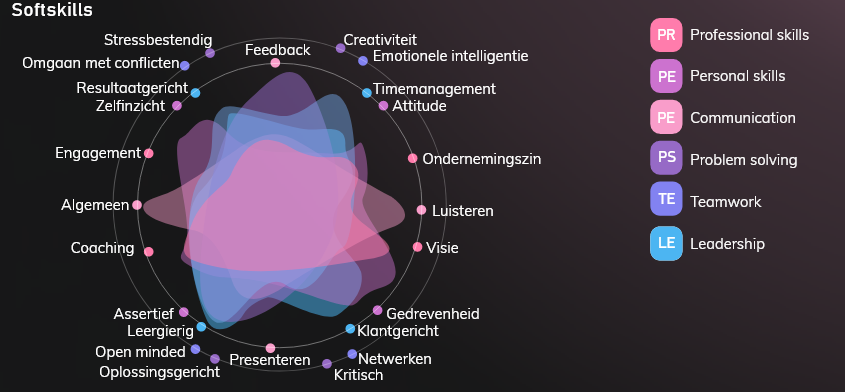 Softskills
Stressbestendig
Creativiteit
Feedback
Omgaan met conflicten
Emotionele intelligentie
Resultaatgericht
Timemanagement
Zelfinzicht
Attitude
Engagement
Ondernemingszin
Algemeen
Luisteren
Coaching
Visie
Assertief
Gedrevenheid
Leergierig
Klantgericht
Open minded
Presenteren
Netwerken
Oplossingsgericht
Kritisch
PR Professional skills
PE Personal skills
PE Communication
PS Problem solving
TE Teamwork
LE Leadership